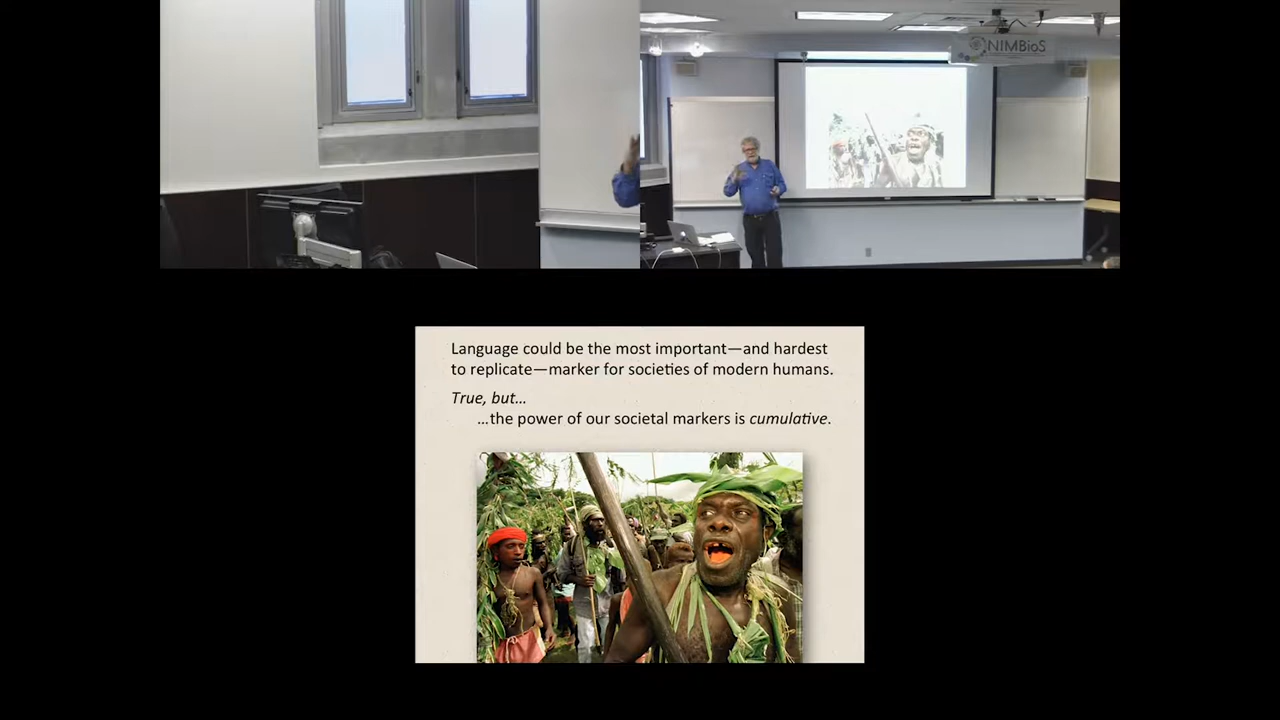 NIMBioS
Language could be the most important—and hardest
to replicate—marker for societies of modern humans.
True, but…
…the power of our societal markers is cumulative.